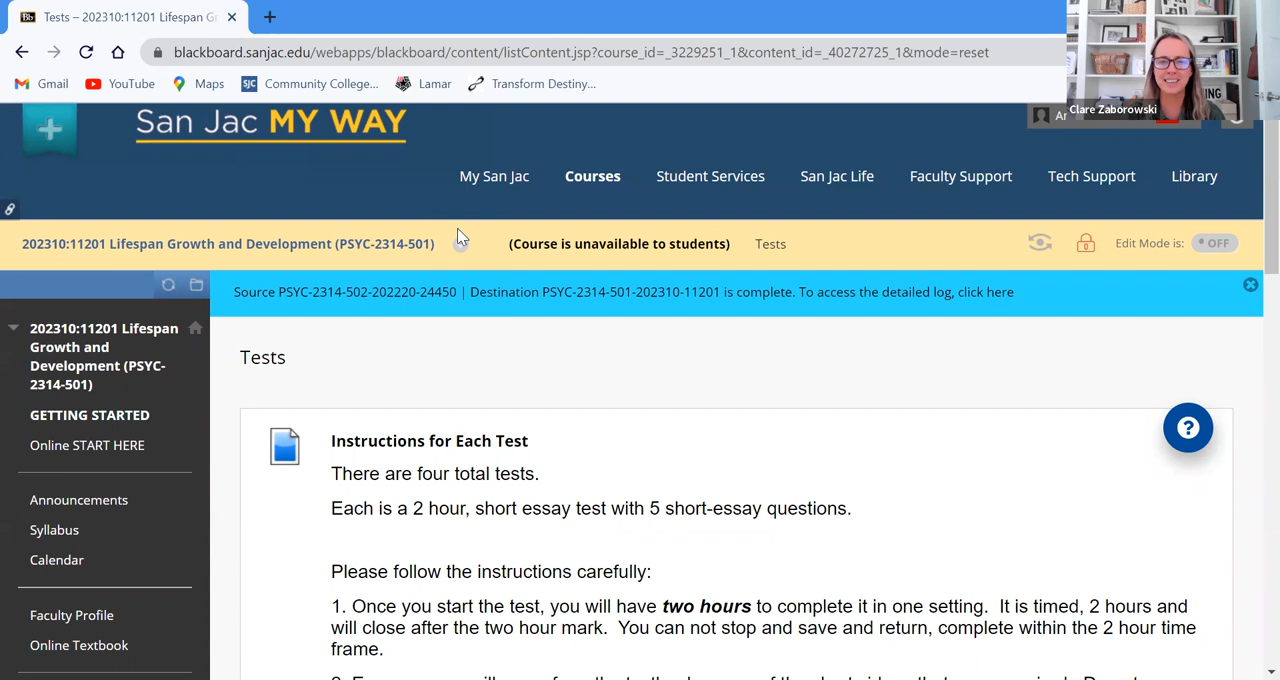 Tests – 202310:11201 Lifespan Gr
blackboard.sanjac.edu/webapps/blackboard/content/listContent.jsp?course_id=_3229251_1&content_id=_40272725_1&mode=reset
Gmail YouTube Maps SJC Community College... Lamar Transform Destiny...
Clare Zaborowski
San Jac MY WAY
My San Jac Courses Student Services San Jac Life Faculty Support Tech Support Library
202310:11201 Lifespan Growth and Development (PSYC-2314-501) (Course is unavailable to students) Tests Edit Mode is: OFF
Source PSYC-2314-502-202220-24450 | Destination PSYC-2314-501-202310-11201 is complete. To access the detailed log, click here
202310:11201 Lifespan
Growth and
Development (PSYC-
2314-501)
GETTING STARTED
Online START HERE
Announcements
Syllabus
Calendar
Faculty Profile
Online Textbook
Tests
Instructions for Each Test
There are four total tests.
Each is a 2 hour, short essay test with 5 short-essay questions.
Please follow the instructions carefully:
1. Once you start the test, you will have two hours to complete it in one setting. It is timed, 2 hours and
will close after the two hour mark. You can not stop and save and return, complete within the 2 hour time
frame.